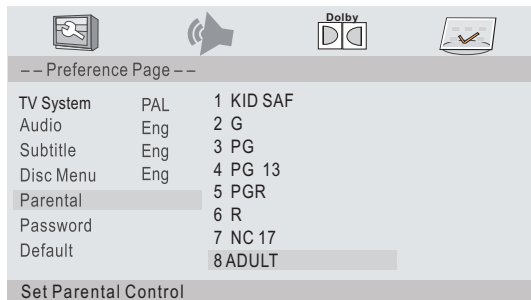 Dolby
-- Preference Page --
TV System PAL
Audio Eng
Subtitle Eng
Disc Menu Eng
Parental
Password
Default
1 KID SAF
2 G
3 PG
4 PG 13
5 PGR
6 R
7 NC 17
8 ADULT
Set Parental Control